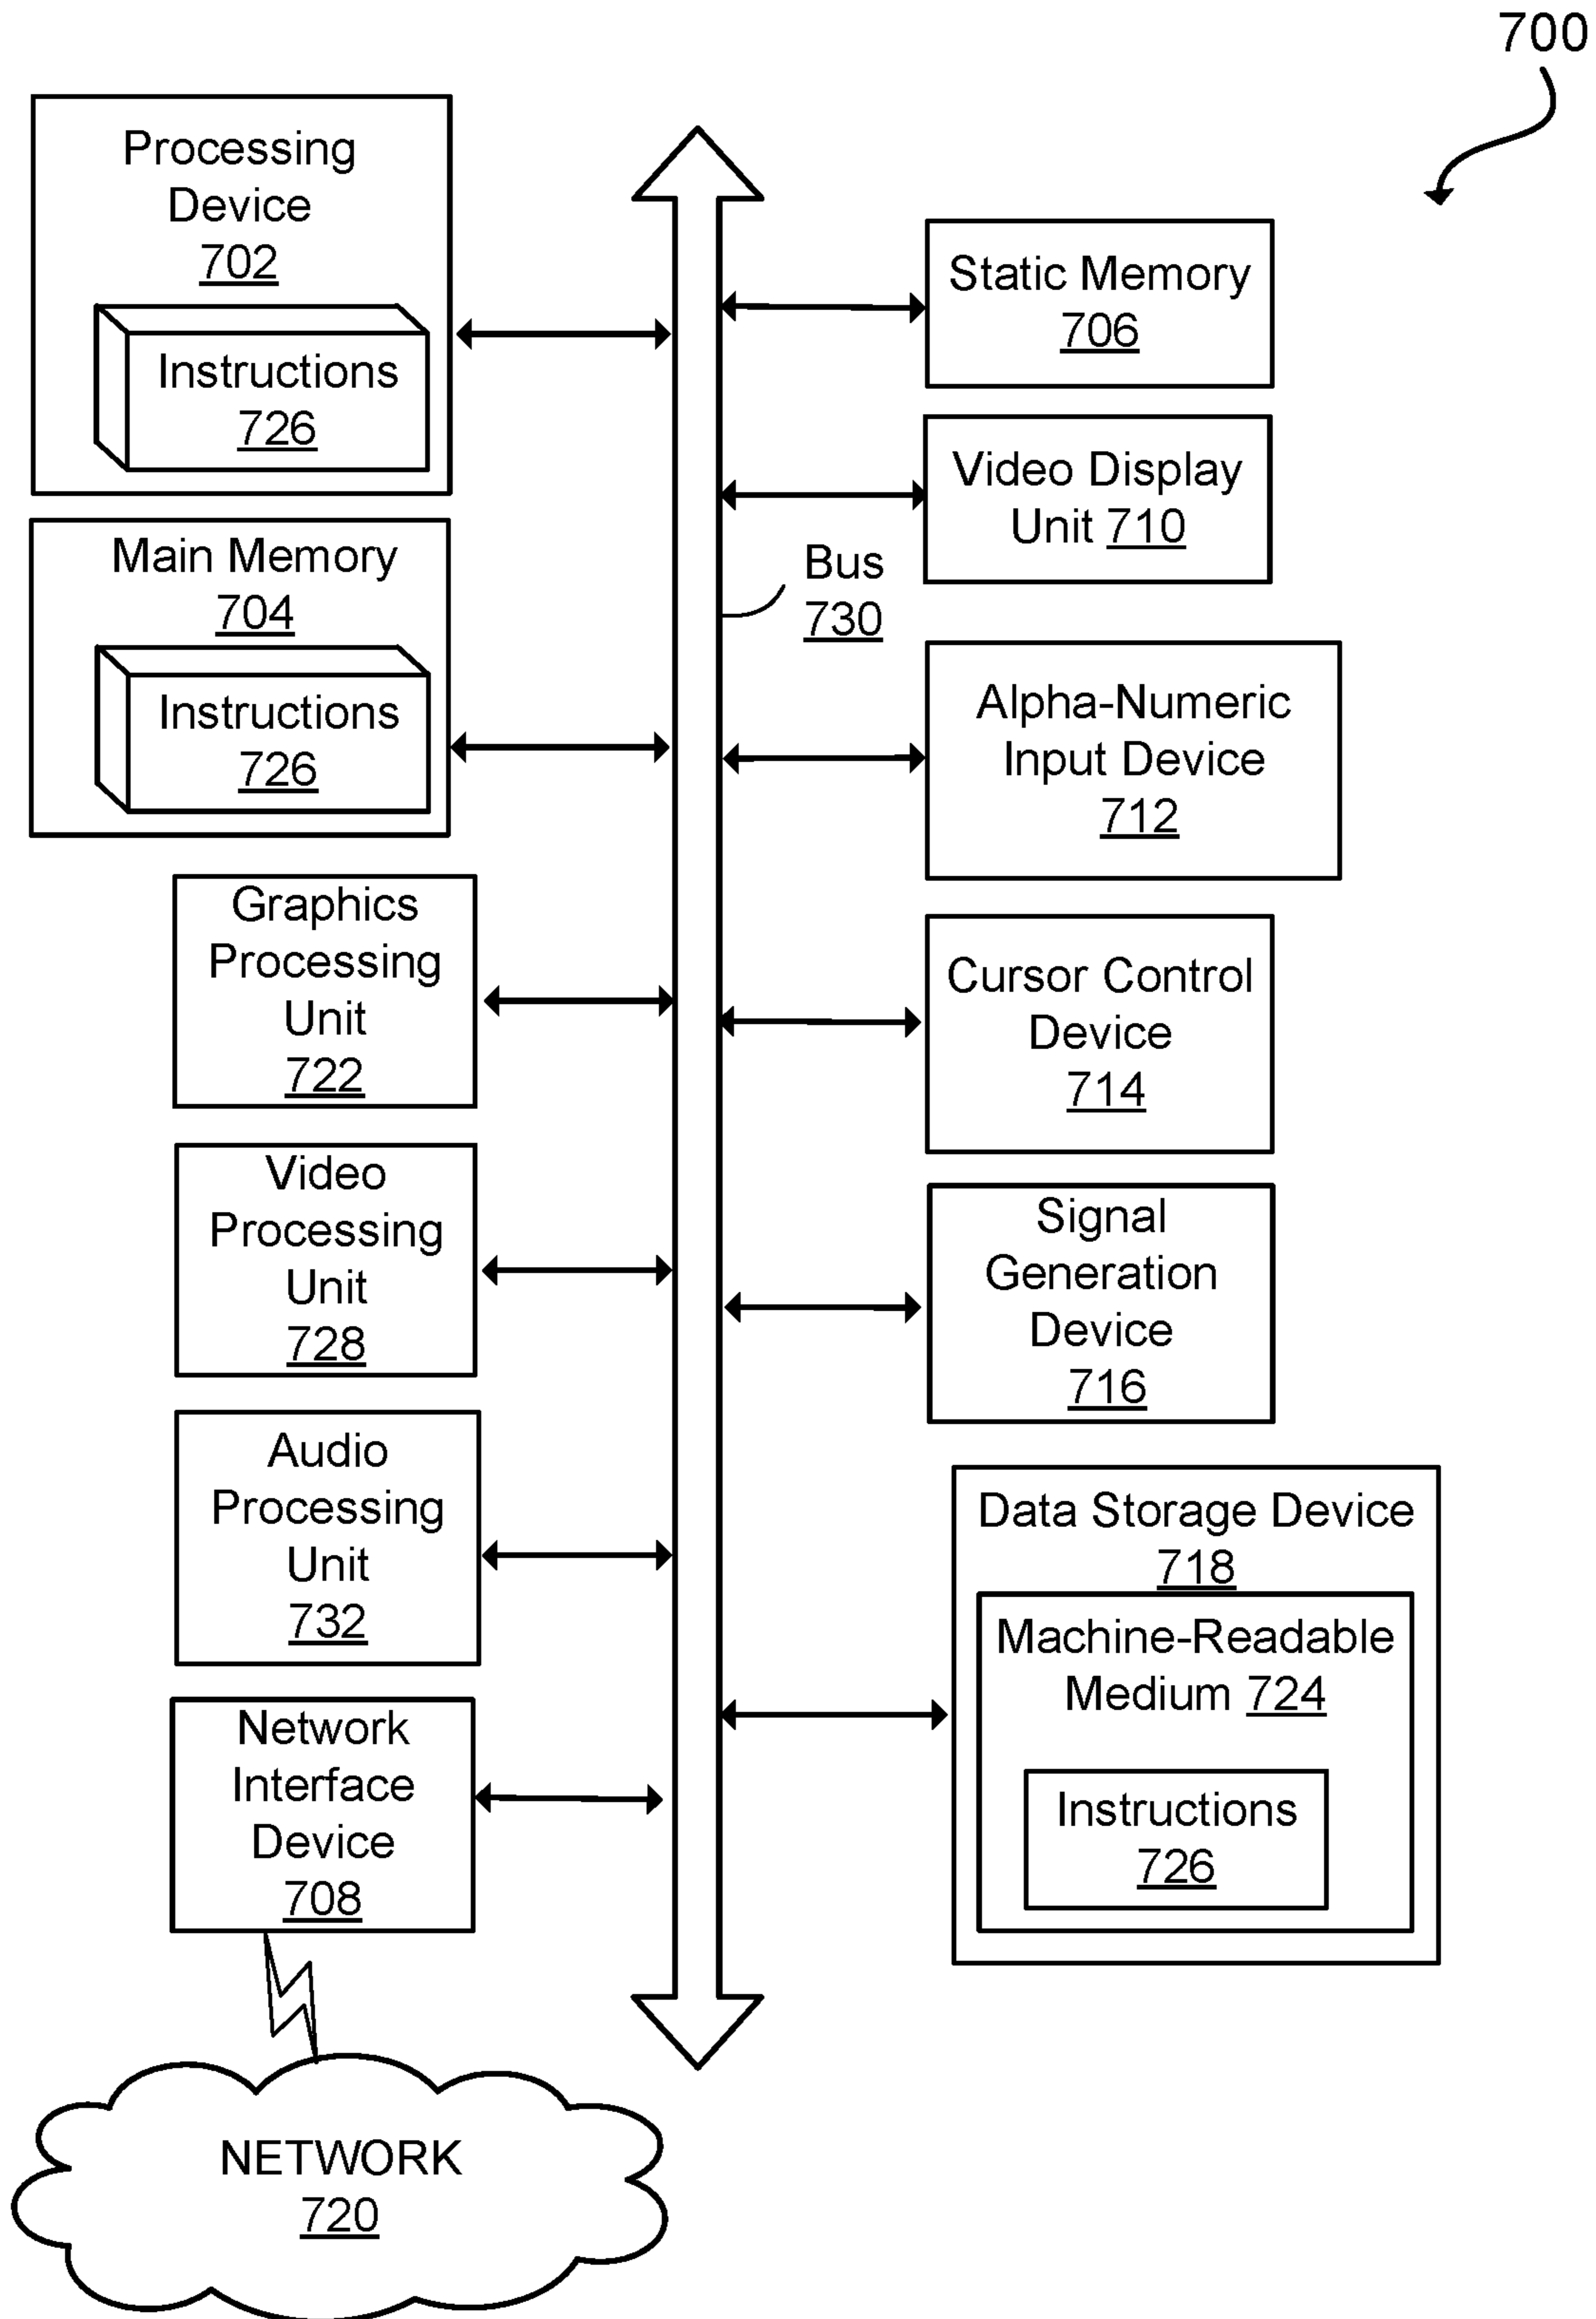 700
Processing
Device
702
Instructions
726
Main Memory
704
Instructions
726
Graphics
Processing
Unit
722
Video
Processing
Unit
728
Audio
Processing
Unit
732
Network
Interface
Device
708
NETWORK
720
Bus
730
Static Memory
706
Video Display
Unit 710
Alpha-Numeric
Input Device
712
Cursor Control
Device
714
Signal
Generation
Device
716
Data Storage Device
718
Machine-Readable
Medium 724
Instructions
726